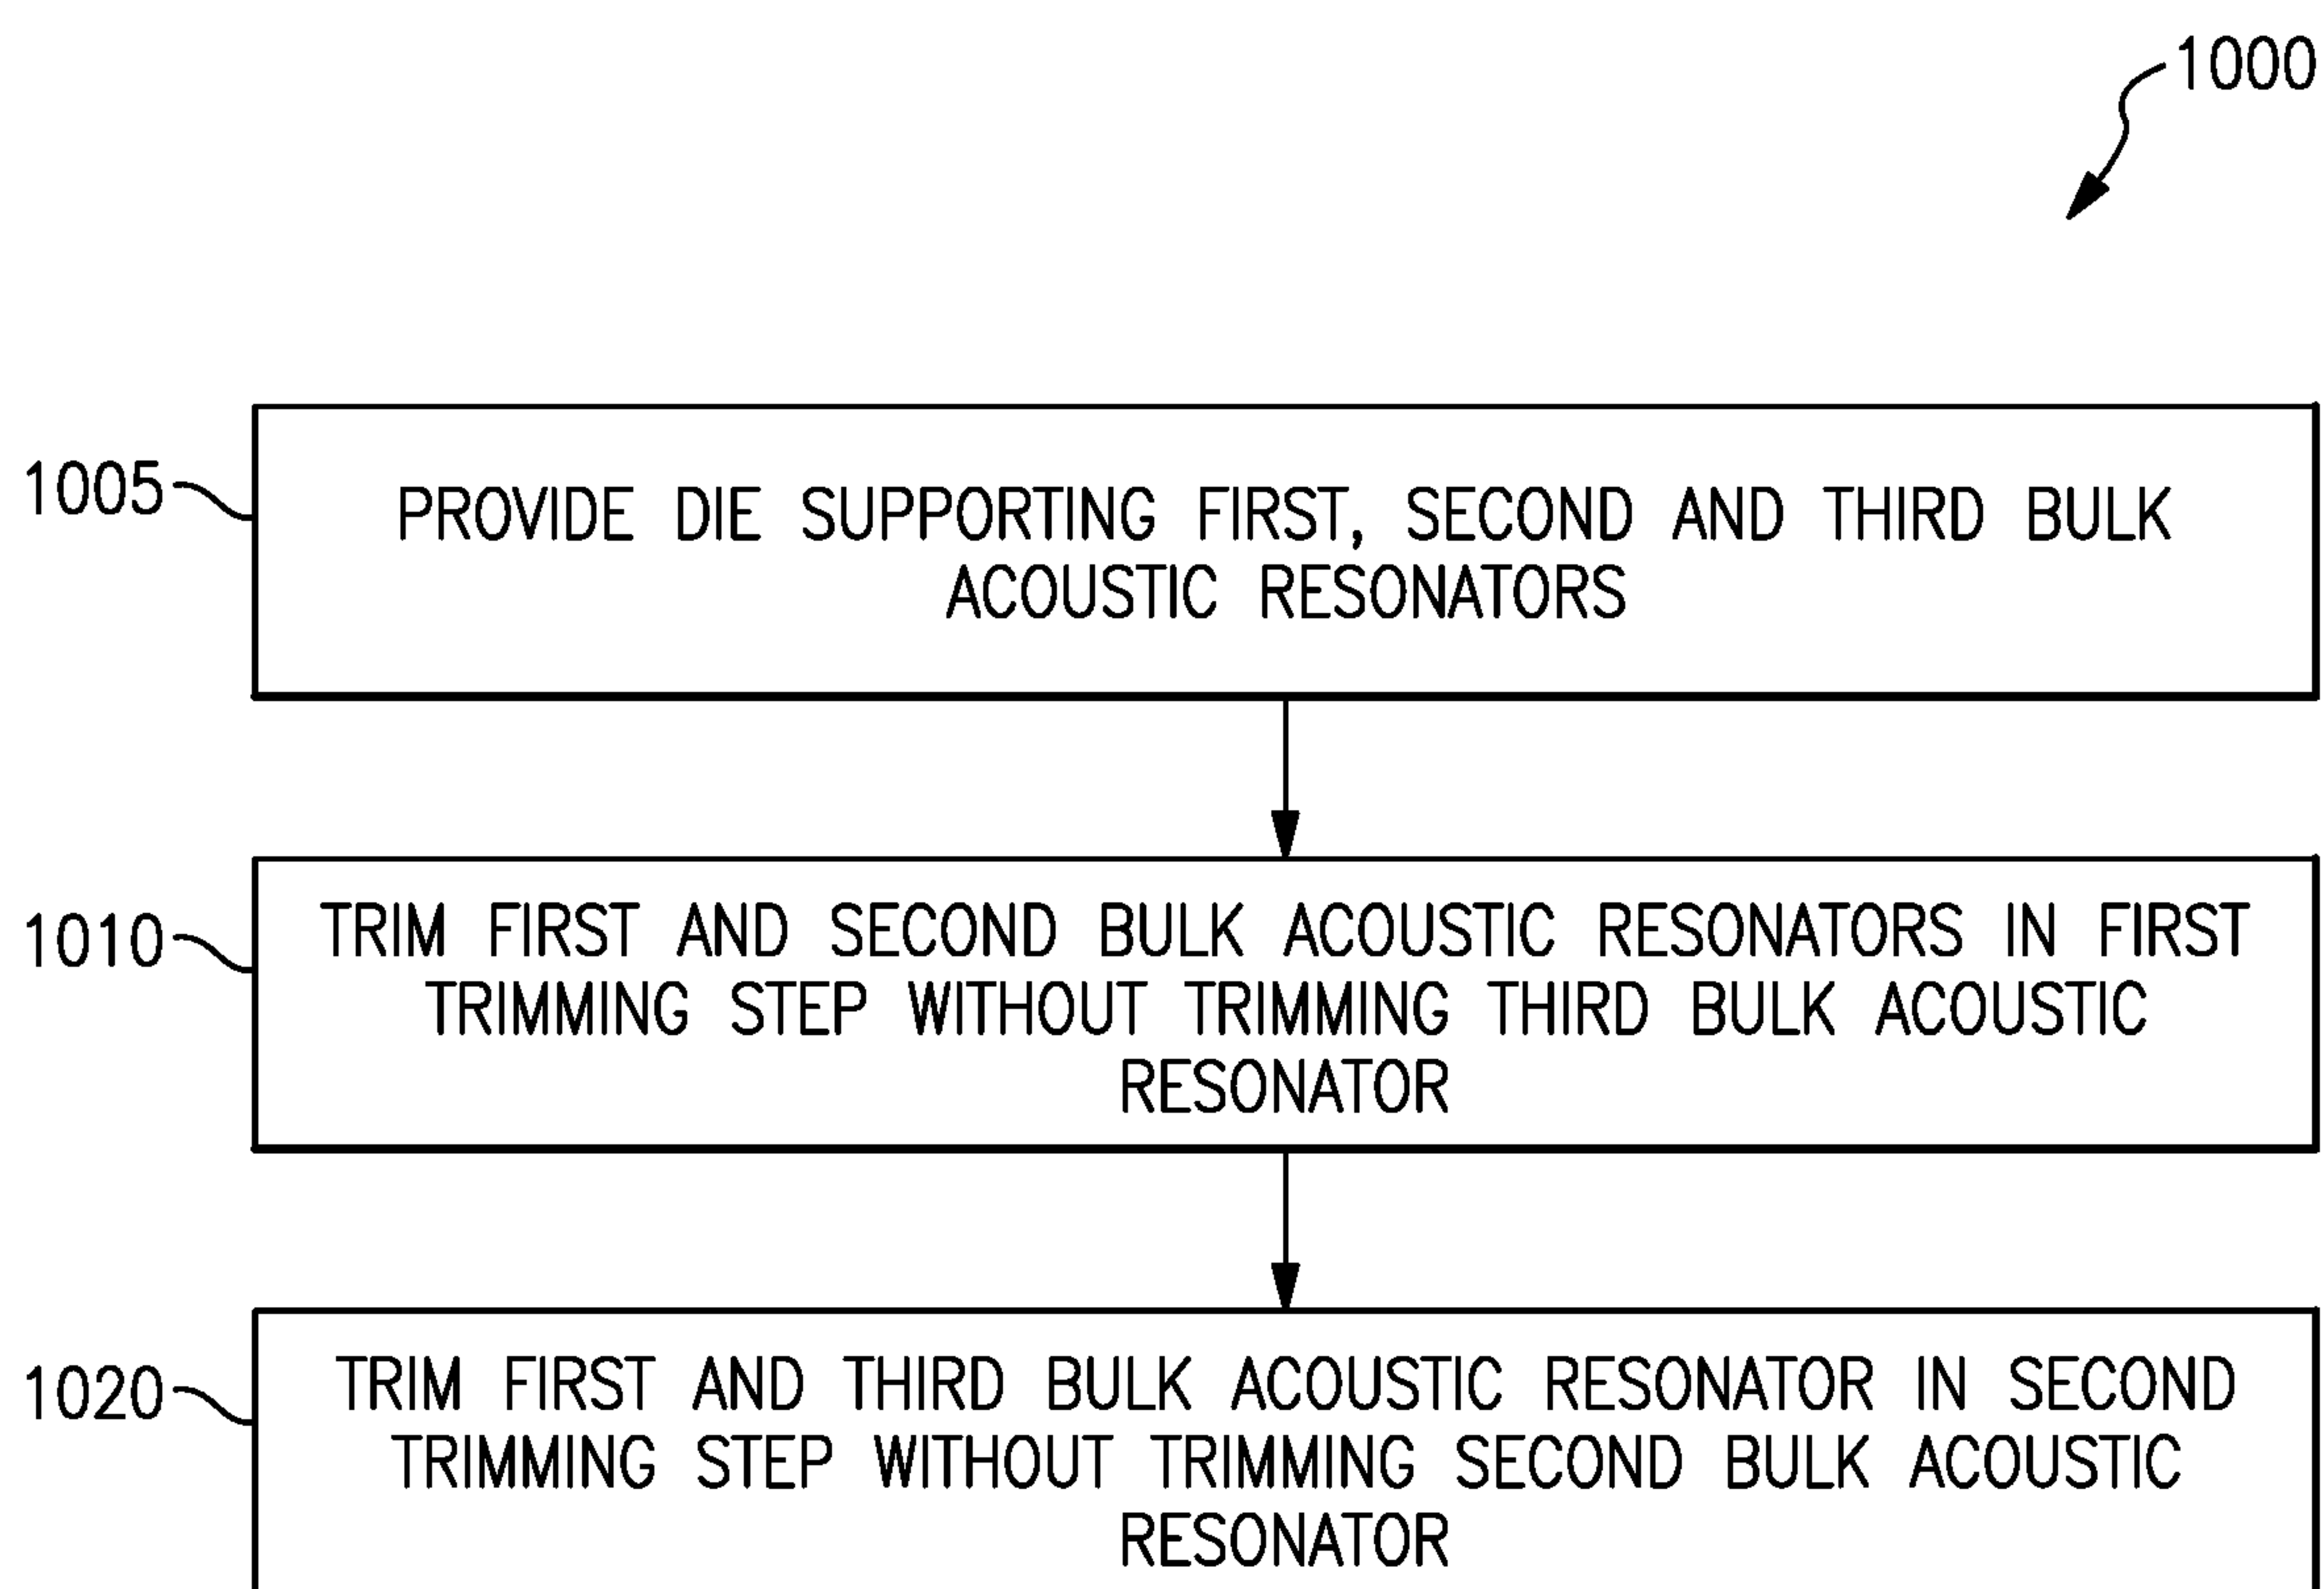 1000
1005
PROVIDE DIE SUPPORTING FIRST, SECOND AND THIRD BULK
ACOUSTIC RESONATORS
1010
TRIM FIRST AND SECOND BULK ACOUSTIC RESONATORS IN FIRST
TRIMMING STEP WITHOUT TRIMMING THIRD BULK ACOUSTIC
RESONATOR
1020
TRIM FIRST AND THIRD BULK ACOUSTIC RESONATOR IN SECOND
TRIMMING STEP WITHOUT TRIMMING SECOND BULK ACOUSTIC
RESONATOR